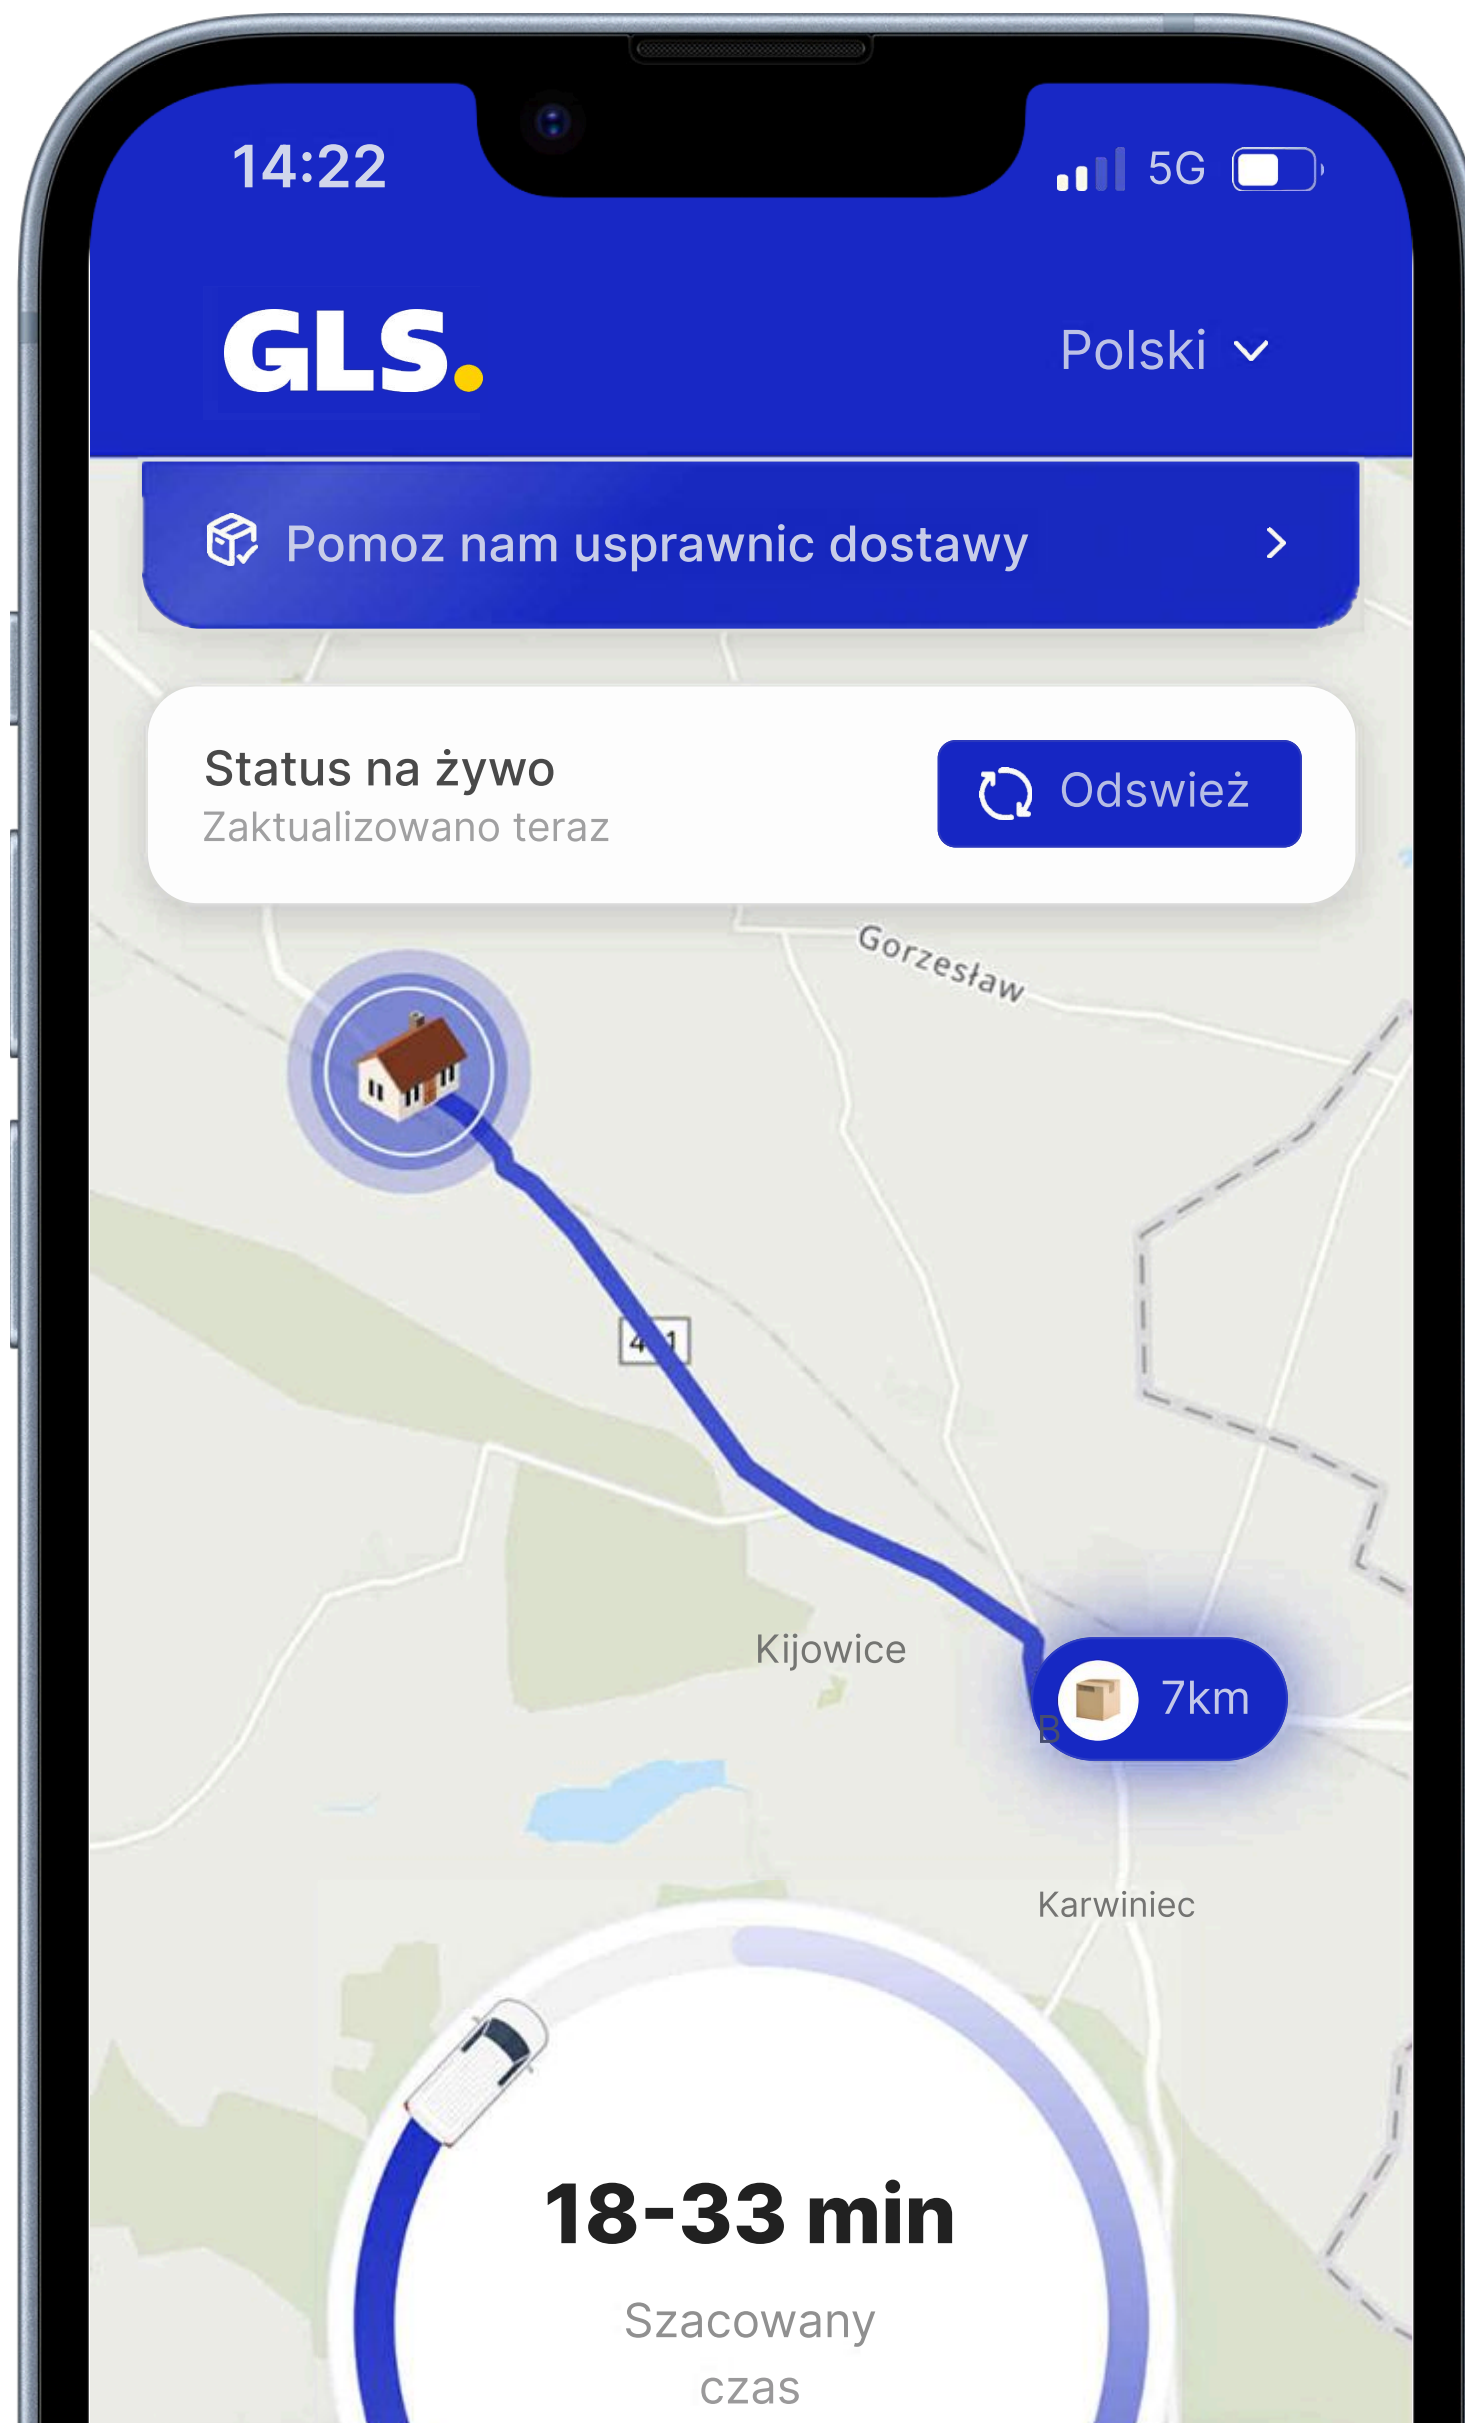 14:22 5G
GLS.
Polski
Pomoz nam usprawnic dostawy
Status na żywo
Odswież
Zaktualizowano teraz
Gorzesław
Kijowice
7km
B
Karwiniec
18-33 min
Szacowany
czas